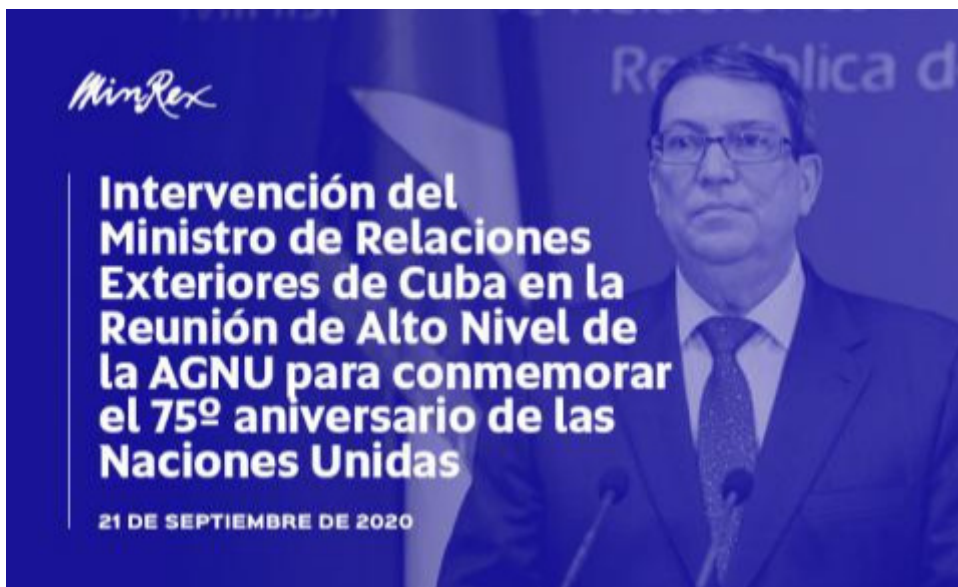 República d
MinRex
Intervención del
Ministro de Relaciones
Exteriores de Cuba en la
Reunión de Alto Nivel de
la AGNU para conmemorar
el 75º aniversario de las
Naciones Unidas
21 DE SEPTIEMBRE DE 2020